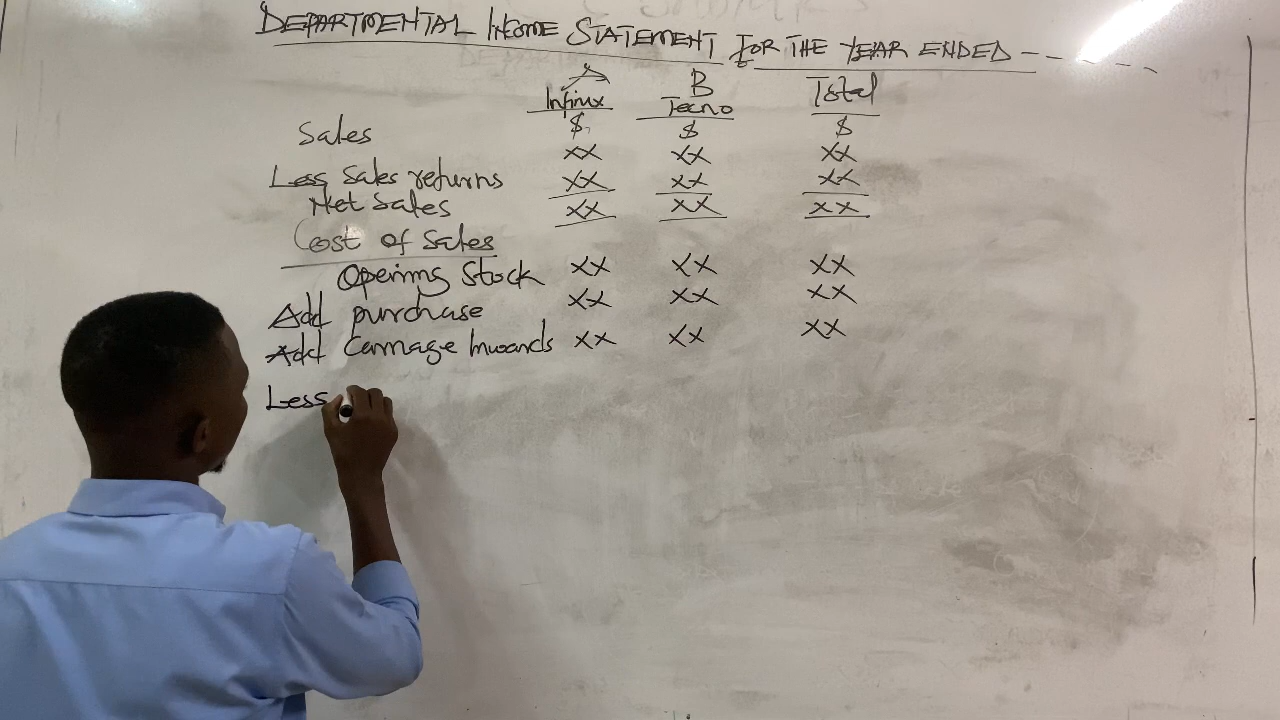 DEPARTMENTAL INCOME STATEMENT FOR THE YEAR ENDED - - - - -
A B Total
Infinix Tecno
$ $ $
Sales XX XX XX
Less Sales returns XX XX XX
Net Sales XX XX XX
Cost of Sales
Opening Stock XX XX XX
Add purchase XX XX XX
Add Carriage Inwards XX XX XX
Less